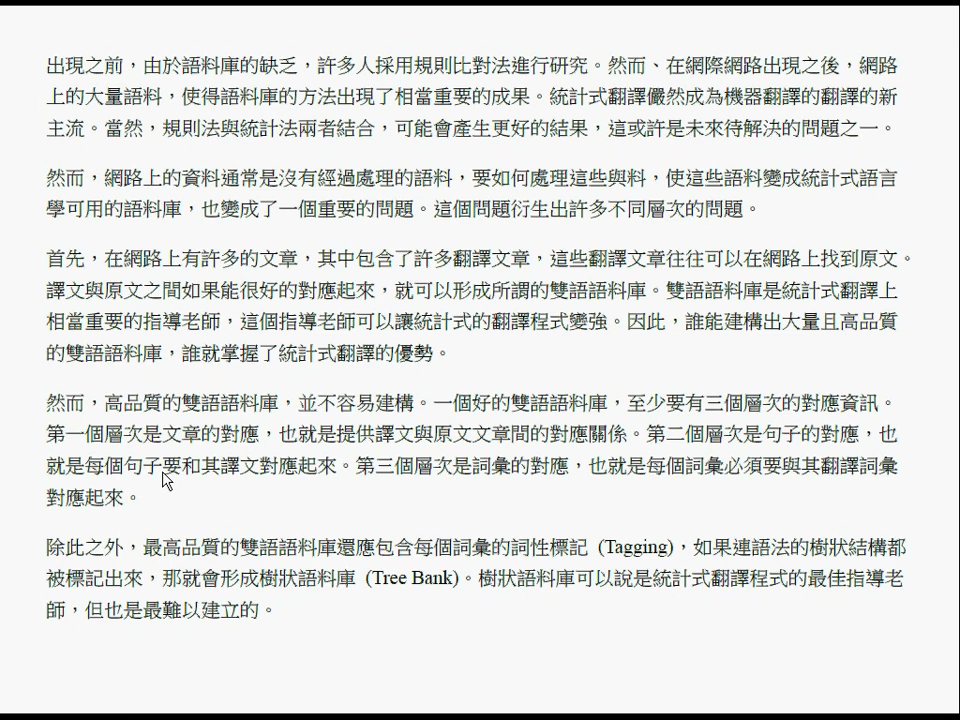 出現之前，由於語料庫的缺乏，許多人採用規則比對法進行研究。然而、在網際網路出現之後，網路
上的大量語料，使得語料庫的方法出現了相當重要的成果。統計式翻譯儼然成為機器翻譯的翻譯的新
主流。當然，規則法與統計法兩者結合，可能會產生更好的結果，這或許是未來待解決的問題之一。
然而，網路上的資料通常是沒有經過處理的語料，要如何處理這些與料，使這些語料變成統計式語言
學可用的語料庫，也變成了一個重要的問題。這個問題衍生出許多不同層次的問題。
首先，在網路上有許多的文章，其中包含了許多翻譯文章，這些翻譯文章往往可以在網路上找到原文。
譯文與原文之間如果能很好的對應起來，就可以形成所謂的雙語語料庫。雙語語料庫是統計式翻譯上
相當重要的指導老師，這個指導老師可以讓統計式的翻譯程式變強。因此，誰能建構出大量且高品質
的雙語語料庫，誰就掌握了統計式翻譯的優勢。
然而，高品質的雙語語料庫，並不容易建構。一個好的雙語語料庫，至少要有三個層次的對應資訊。
第一個層次是文章的對應，也就是提供譯文與原文文章間的對應關係。第二個層次是句子的對應，也
就是每個句子要和其譯文對應起來。第三個層次是詞彙的對應，也就是每個詞彙必須要與其翻譯詞彙
對應起來。
除此之外，最高品質的雙語語料庫還應包含每個詞彙的詞性標記 (Tagging)，如果連語法的樹狀結構都
被標記出來，那就會形成樹狀語料庫 (Tree Bank)。樹狀語料庫可以說是統計式翻譯程式的最佳指導老
師，但也是最難以建立的。